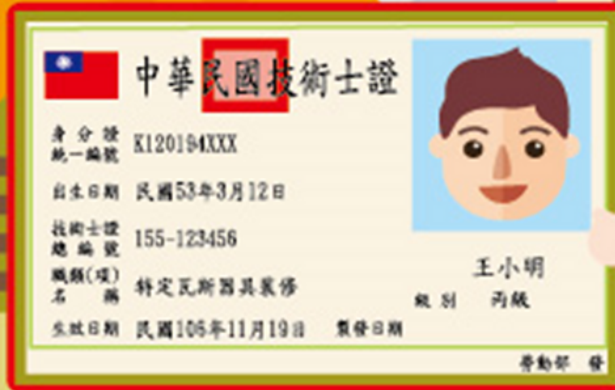 中華民國技術士證
身分證統一編號 K120194XXX
出生日期 民國53年3月12日
技術士證總編號 155-123456
職類(項)名稱 特定瓦斯器具裝修
生效日期 民國106年11月19日 製發日期
王小明
級別 丙級
勞動部 發